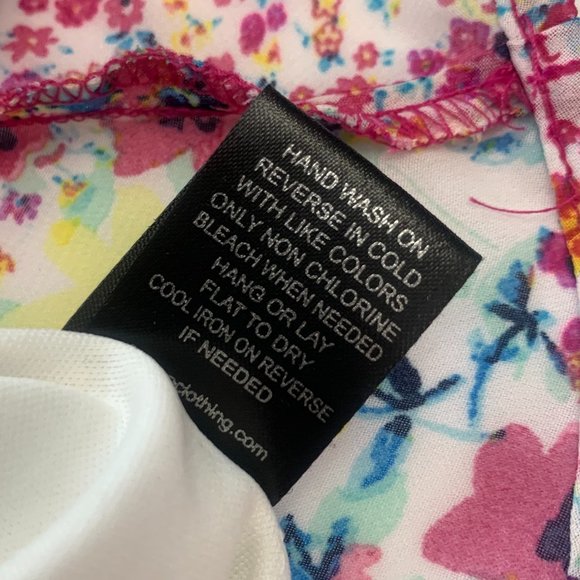 HAND WASH ON
REVERSE IN COLD
WITH LIKE COLORS
ONLY NON CHLORINE
BLEACH WHEN NEEDED
HANG OR LAY
FLAT TO DRY
COOL IRON ON REVERSE
IF NEEDED